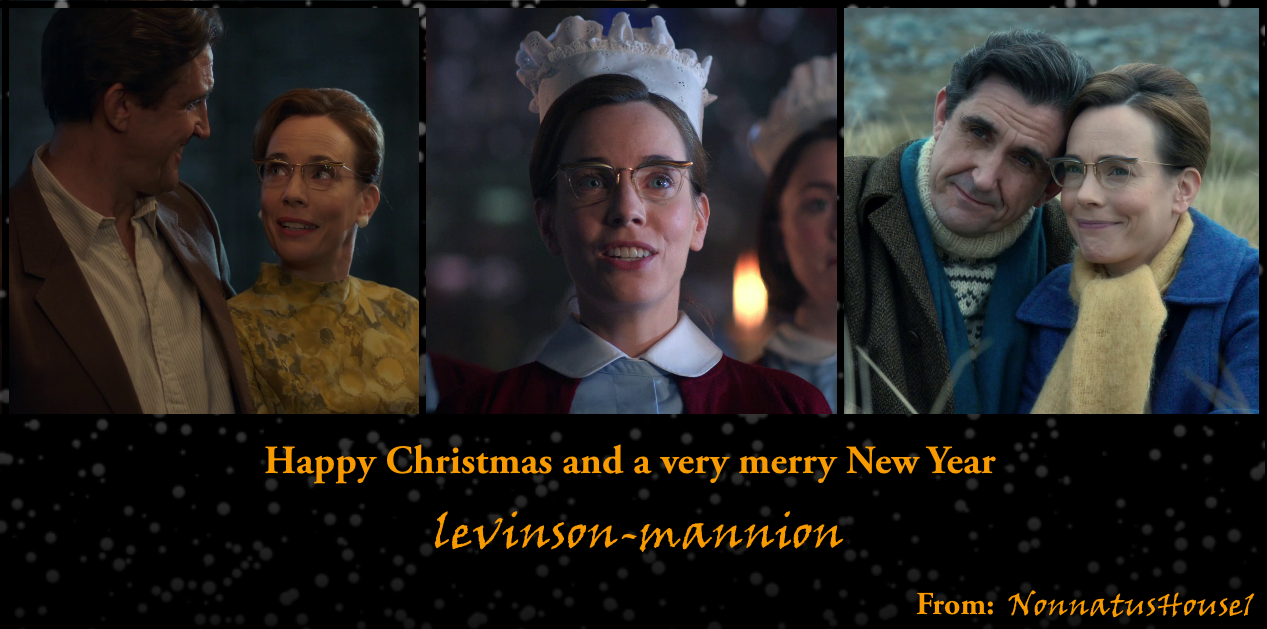 Happy Christmas and a very merry New Year
levinson-mannion
From: NonnatusHouse1